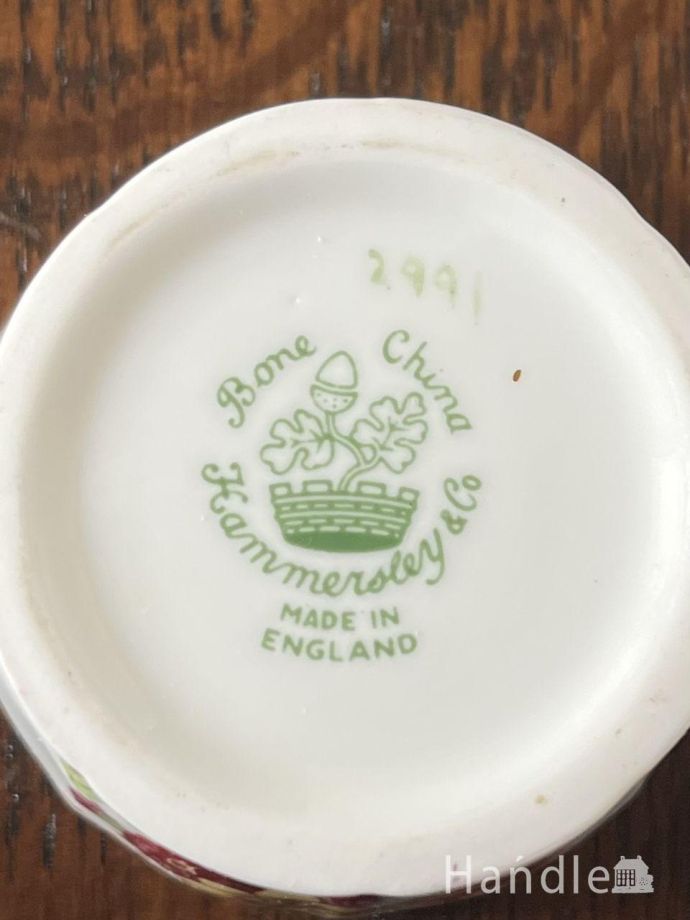 2991
Bone China
Hammersley & Co
MADE IN
ENGLAND
Handle